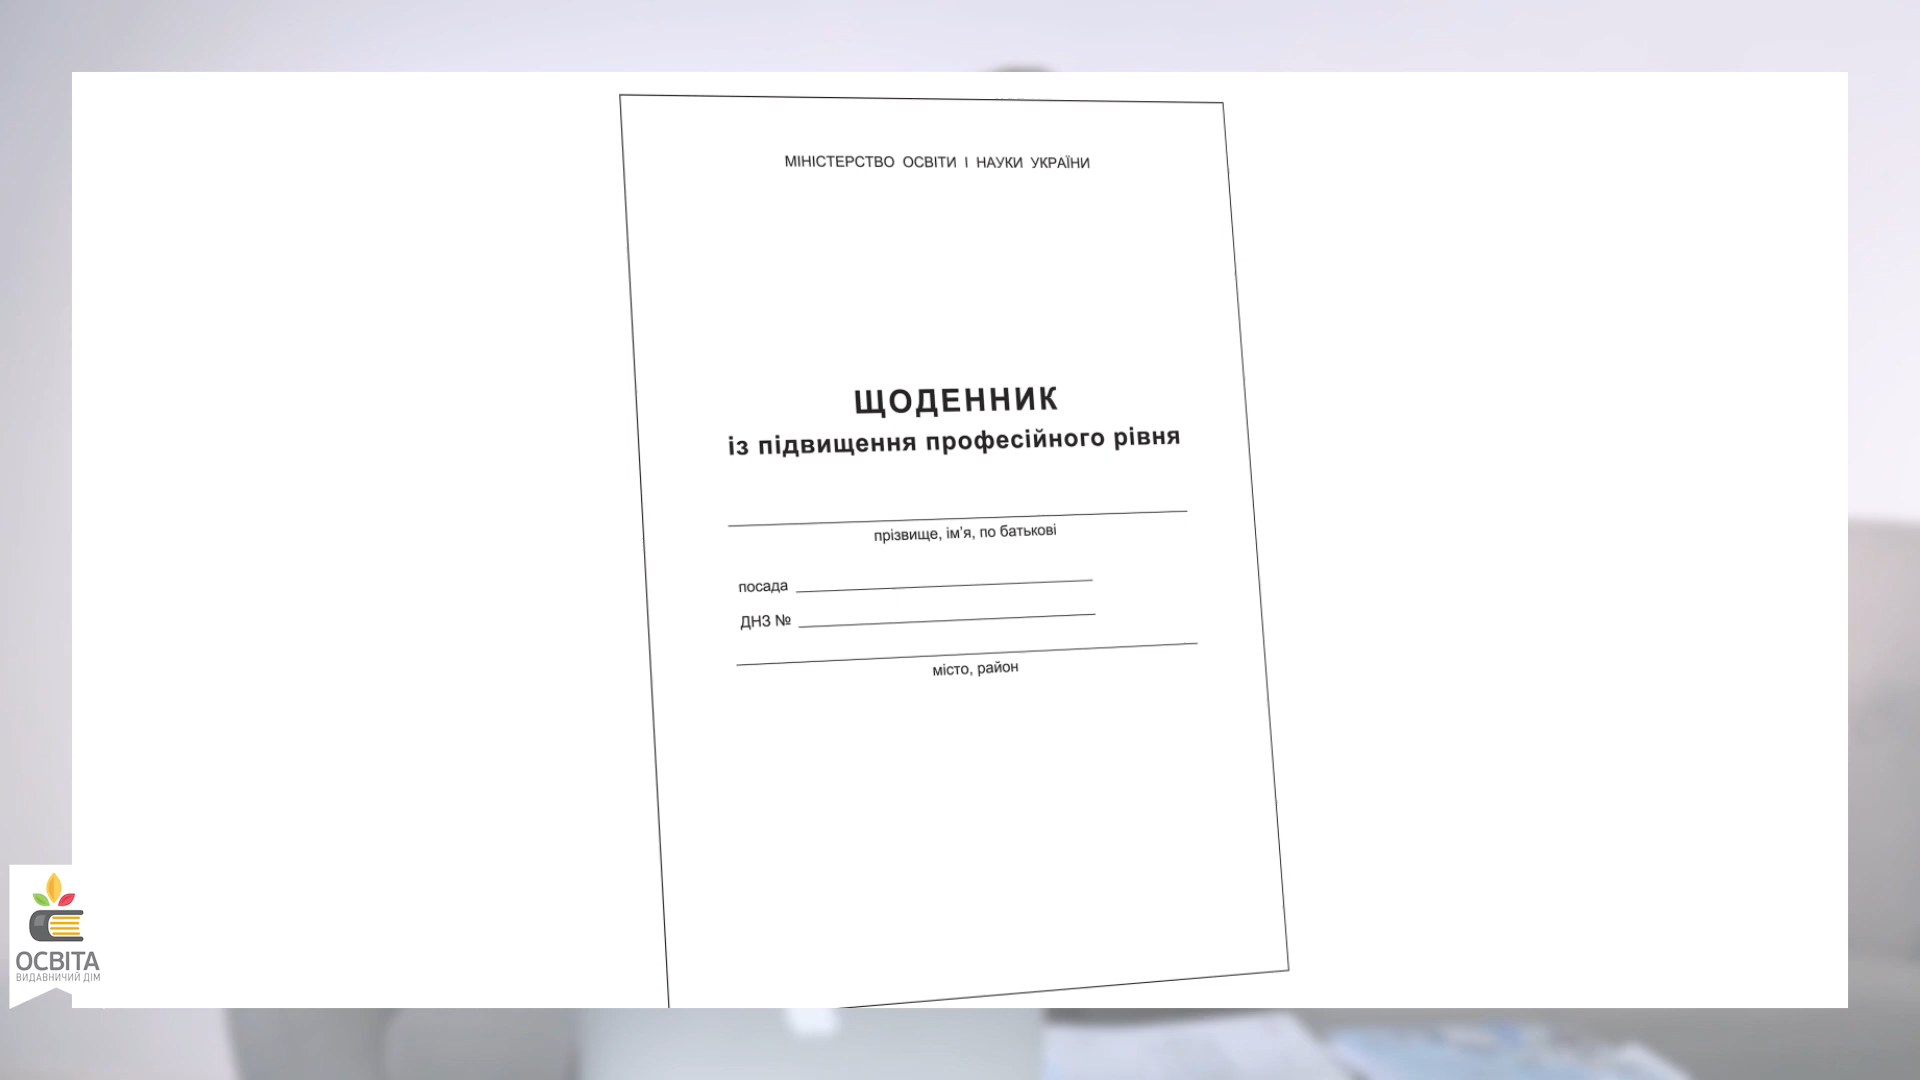 МІНІСТЕРСТВО ОСВІТИ І НАУКИ УКРАЇНИ
ЩОДЕННИК
із підвищення професійного рівня
прізвище, ім'я, по батькові
посада
ДНЗ №
місто, район
ОСВІТА
ВИДАВНИЧИЙ ДІМ